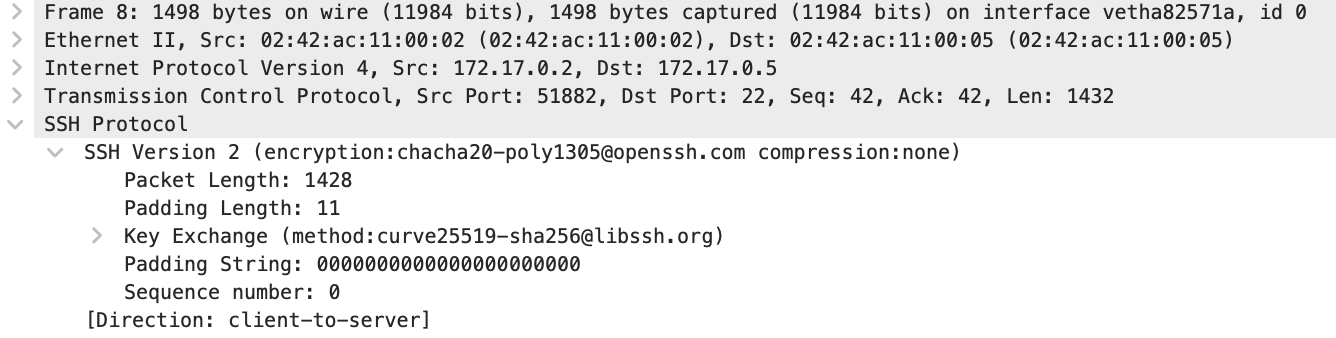 Frame 8: 1498 bytes on wire (11984 bits), 1498 bytes captured (11984 bits) on interface vetha82571a, id 0
Ethernet II, Src: 02:42:ac:11:00:02 (02:42:ac:11:00:02), Dst: 02:42:ac:11:00:05 (02:42:ac:11:00:05)
Internet Protocol Version 4, Src: 172.17.0.2, Dst: 172.17.0.5
Transmission Control Protocol, Src Port: 51882, Dst Port: 22, Seq: 42, Ack: 42, Len: 1432
SSH Protocol
SSH Version 2 (encryption:chacha20-poly1305@openssh.com compression:none)
Packet Length: 1428
Padding Length: 11
Key Exchange (method:curve25519-sha256@libssh.org)
Padding String: 0000000000000000000000
Sequence number: 0
[Direction: client-to-server]